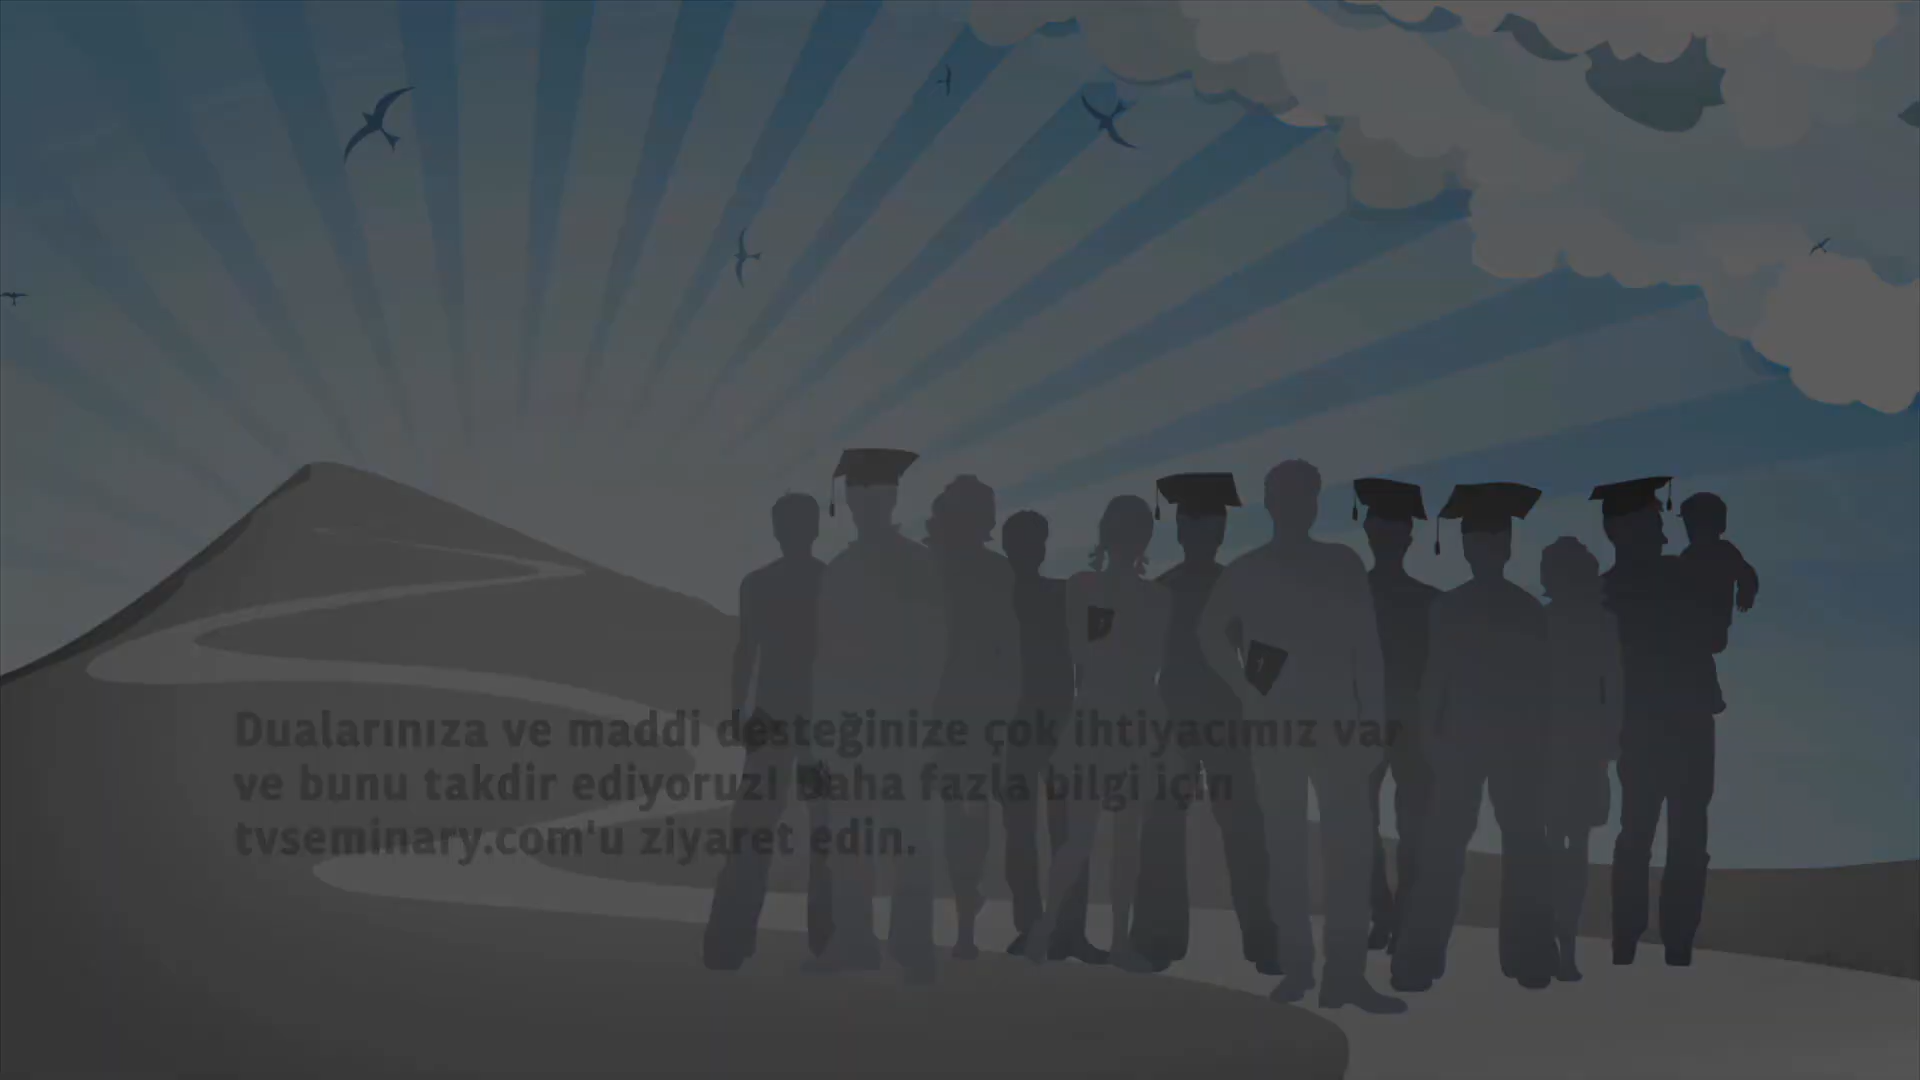 Dualarınıza ve maddi desteğinize çok ihtiyacımız var
ve bunu takdir ediyoruz! Daha fazla bilgi için
tvseminary.com'u ziyaret edin.